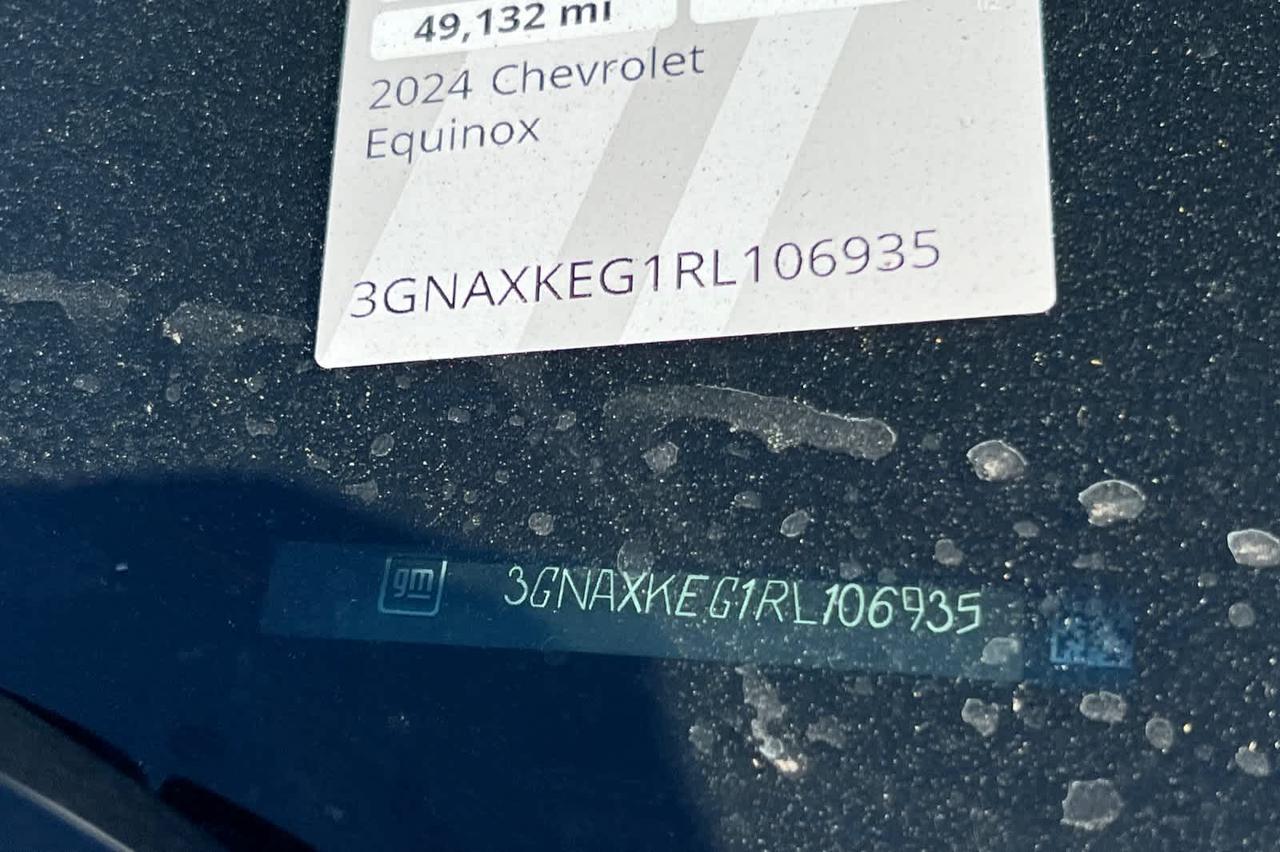 49,132 mi
2024 Chevrolet
Equinox
3GNAXKEG1RL106935
gm 3GNAXKEG1RL106935